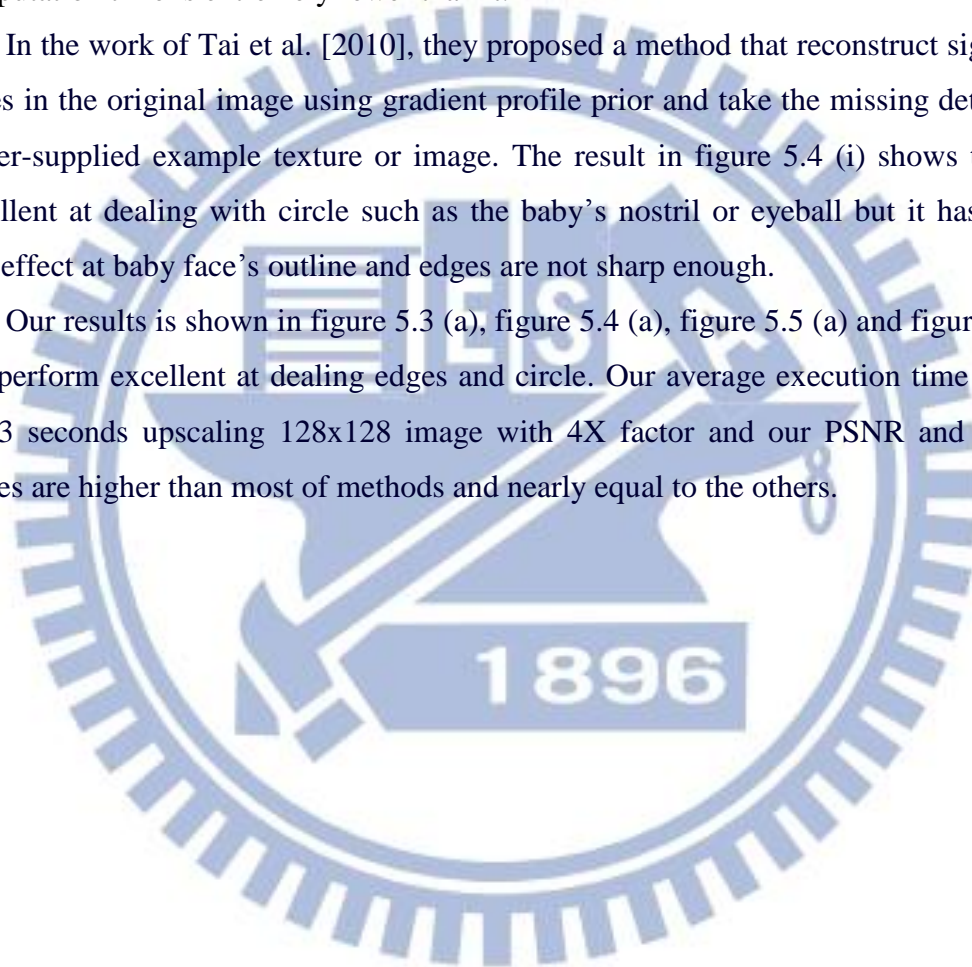 In the work of Tai et al. [2010], they proposed a method that reconstruct
es in the original image using gradient profile prior and take the missing
er-supplied example texture or image. The result in figure 5.4 (i) shows
llent at dealing with circle such as the baby's nostril or eyeball but it has
effect at baby face's outline and edges are not sharp enough.
Our results is shown in figure 5.3 (a), figure 5.4 (a), figure 5.5 (a) and
perform excellent at dealing edges and circle. Our average execution time
3 seconds upscaling 128x128 image with 4X factor and our PSNR and
es are higher than most of methods and nearly equal to the others.
E S A
8
1896